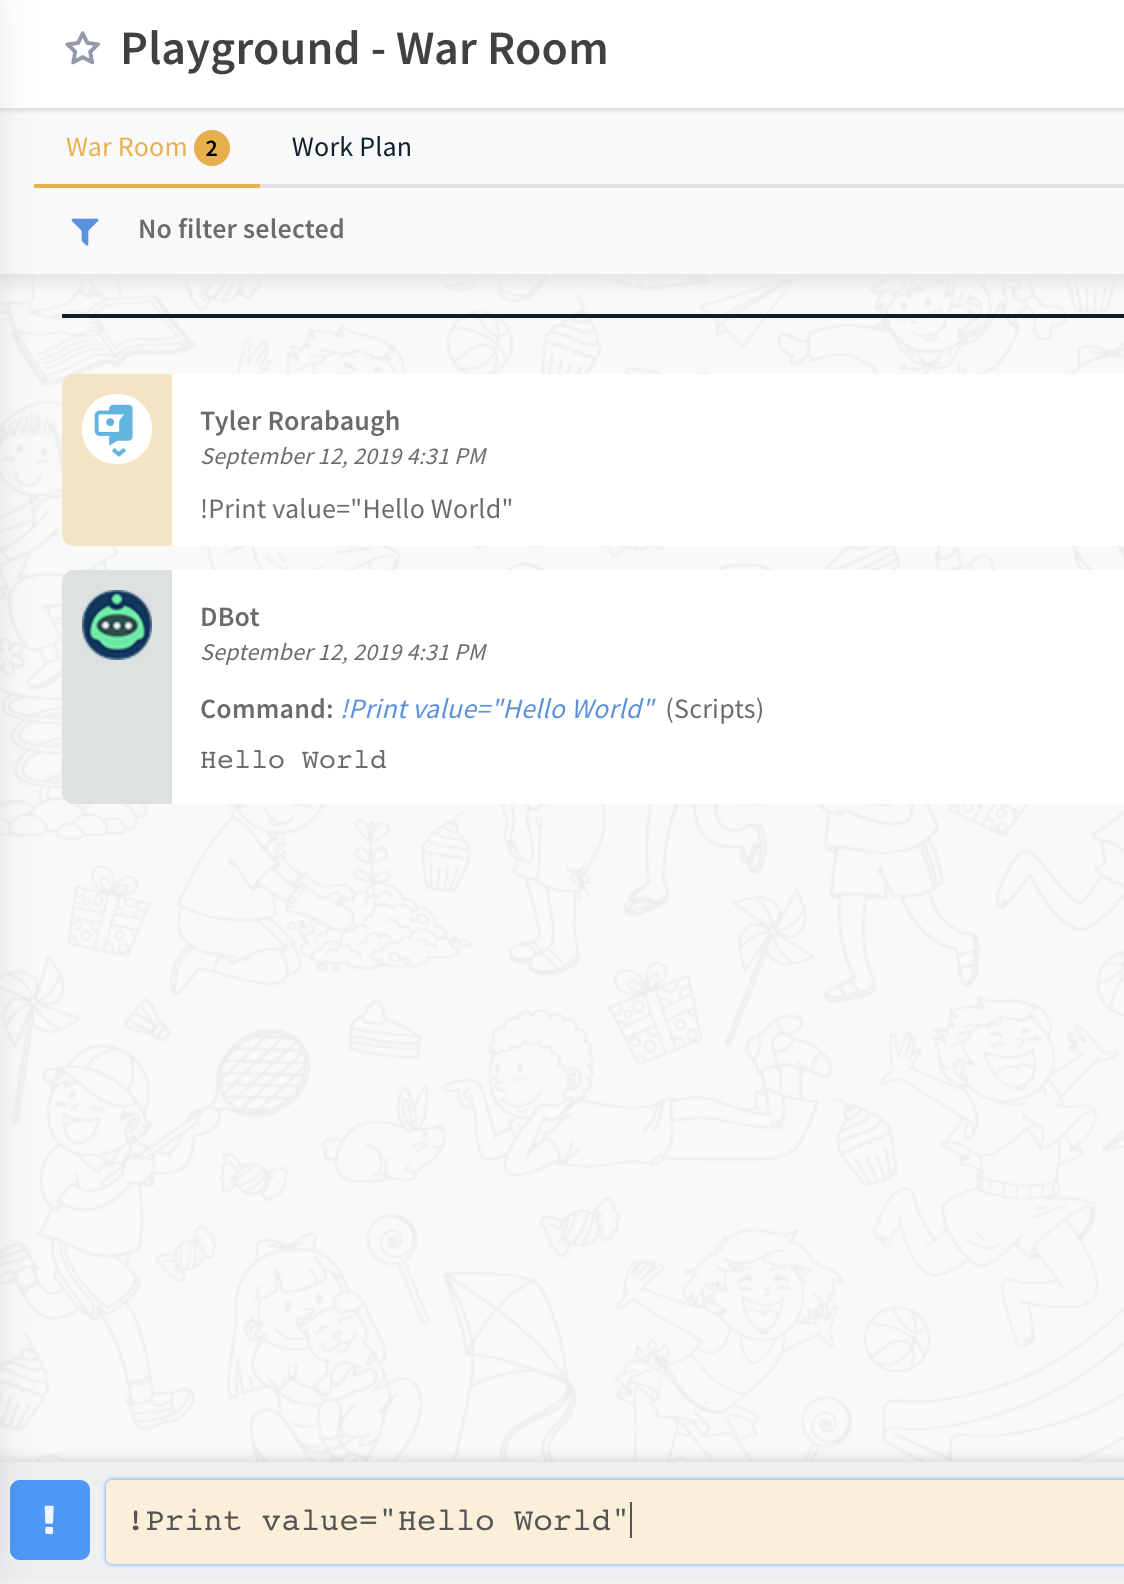 Playground - War Room
War Room 2 Work Plan
No filter selected
Tyler Rorabaugh
September 12, 2019 4:31 PM
!Print value="Hello World"
DBot
September 12, 2019 4:31 PM
Command: !Print value="Hello World" (Scripts)
Hello World
! !Print value="Hello World"